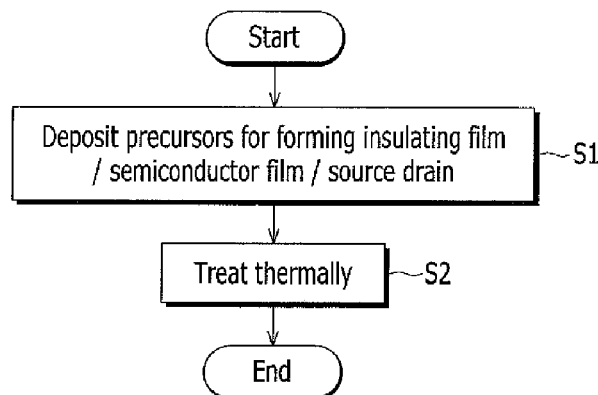 Start
Deposit precursors for forming insulating film
/ semiconductor film / source drain
S1
Treat thermally
S2
End